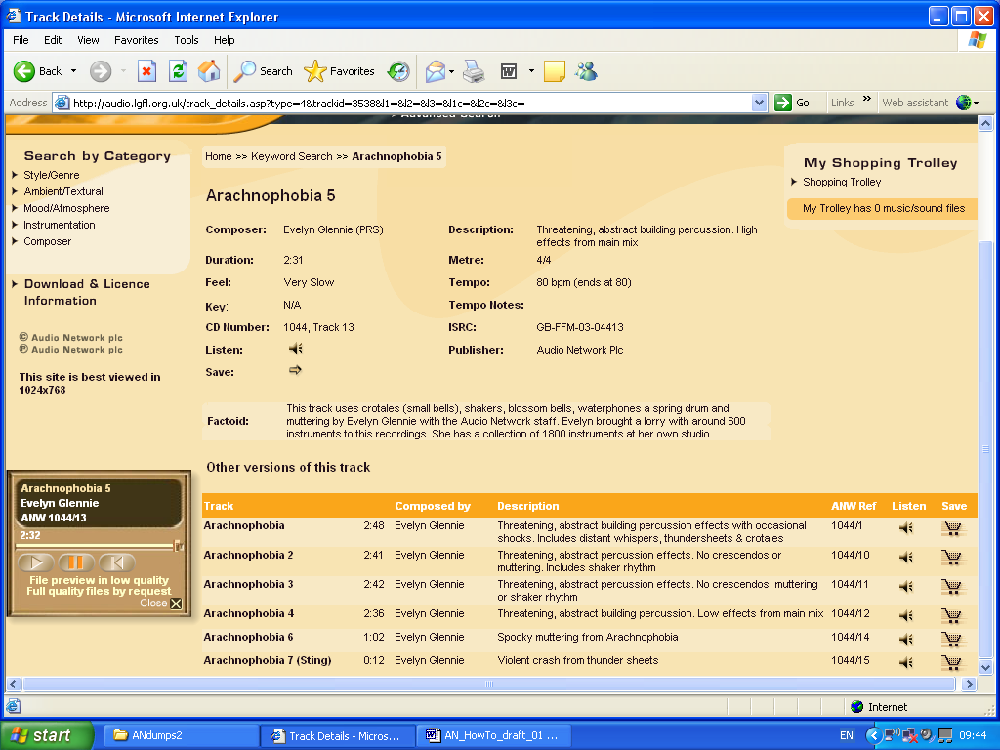 Track Details - Microsoft Internet Explorer
File Edit View Favorites Tools Help
Back Search Favorites
Address http://audio.lgfl.org.uk/track_details.asp?type=4&trackid=3538&l1=&l2=&l3=&l1c=&l2c=&l3c= Go Links » Web assistant
> Advanced Search
Search by Category
Style/Genre
Ambient/Textural
Mood/Atmosphere
Instrumentation
Composer
Download & Licence
Information
© Audio Network plc
℗ Audio Network plc
This site is best viewed in
1024x768
Home >> Keyword Search >> Arachnophobia 5
My Shopping Trolley
Shopping Trolley
My Trolley has 0 music/sound files
Arachnophobia 5
Composer: Evelyn Glennie (PRS) Description: Threatening, abstract building percussion. High
effects from main mix
Duration: 2:31 Metre: 4/4
Feel: Very Slow Tempo: 80 bpm (ends at 80)
Key: N/A Tempo Notes:
CD Number: 1044, Track 13 ISRC: GB-FFM-03-04413
Listen: Publisher: Audio Network Plc
Save:
Factoid: This track uses crotales (small bells), shakers, blossom bells, waterphones a spring drum and
muttering by Evelyn Glennie with the Audio Network staff. Evelyn brought a lorry with around 600
instruments to this recordings. She has a collection of 1800 instruments at her own studio.
Other versions of this track
Track Composed by Description ANW Ref Listen Save
Arachnophobia 2:48 Evelyn Glennie Threatening, abstract building percussion effects with occasional 1044/1
shocks. Includes distant whispers, thundersheets & crotales
Arachnophobia 2 2:41 Evelyn Glennie Threatening, abstract percussion effects. No crescendos or 1044/10
muttering. Includes shaker rhythm
Arachnophobia 3 2:42 Evelyn Glennie Threatening, abstract percussion effects. No crescendos, muttering 1044/11
or shaker rhythm
Arachnophobia 4 2:36 Evelyn Glennie Threatening, abstract building percussion. Low effects from main mix 1044/12
Arachnophobia 6 1:02 Evelyn Glennie Spooky muttering from Arachnophobia 1044/14
Arachnophobia 7 (Sting) 0:12 Evelyn Glennie Violent crash from thunder sheets 1044/15
Arachnophobia 5
Evelyn Glennie
ANW 1044/13
2:32
File preview in low quality
Full quality files by request
Close
Internet
start ANdumps2 Track Details - Micros... AN_HowTo_draft_01 ... EN 09:44